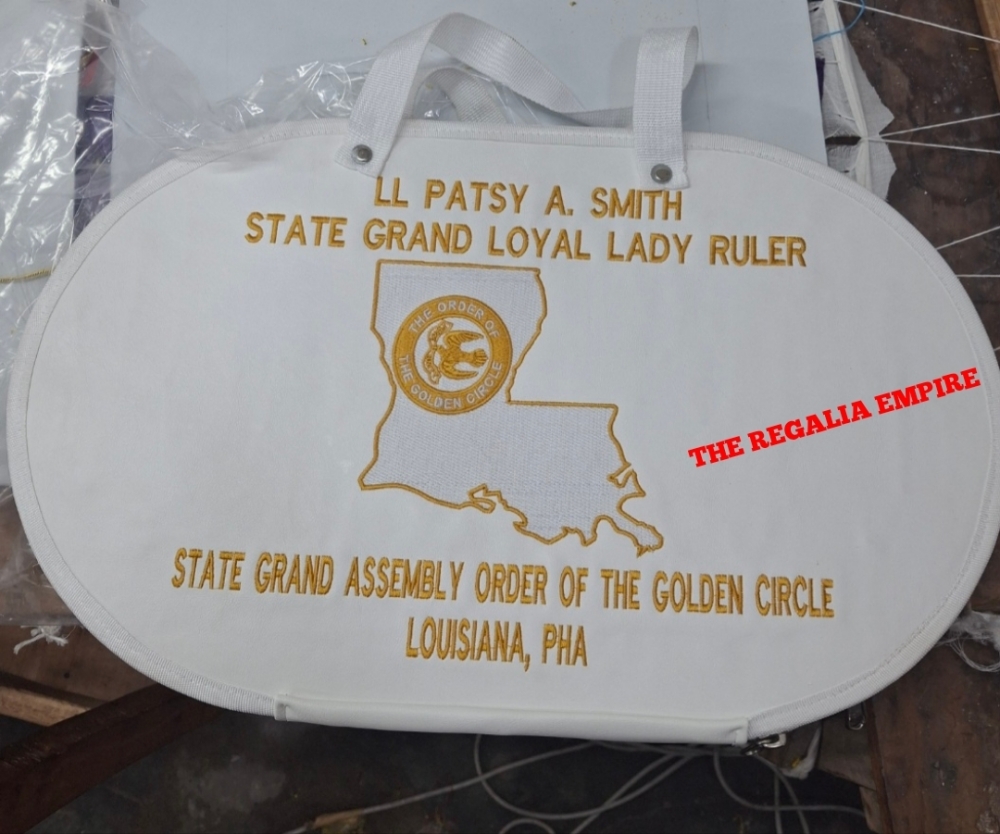 LL PATSY A. SMITH
STATE GRAND LOYAL LADY RULER
THE ORDER OF
THE GOLDEN CIRCLE
THE REGALIA EMPIRE
STATE GRAND ASSEMBLY ORDER OF THE GOLDEN CIRCLE
LOUISIANA, PHA